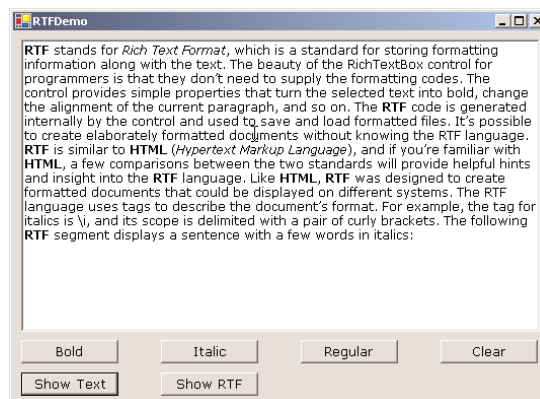 RTFDemo
RTF stands for Rich Text Format, which is a standard for storing formatting
information along with the text. The beauty of the RichTextBox control for
programmers is that they don't need to supply the formatting codes. The
control provides simple properties that turn the selected text into bold, change
the alignment of the current paragraph, and so on. The RTF code is generated
internally by the control and used to save and load formatted files. It's possible
to create elaborately formatted documents without knowing the RTF language.
RTF is similar to HTML (Hypertext Markup Language), and if you're familiar with
HTML, a few comparisons between the two standards will provide helpful hints
and insight into the RTF language. Like HTML, RTF was designed to create
formatted documents that could be displayed on different systems. The RTF
language uses tags to describe the document's format. For example, the tag for
italics is \i, and its scope is delimited with a pair of curly brackets. The following
RTF segment displays a sentence with a few words in italics:
Bold Italic Regular Clear
Show Text Show RTF